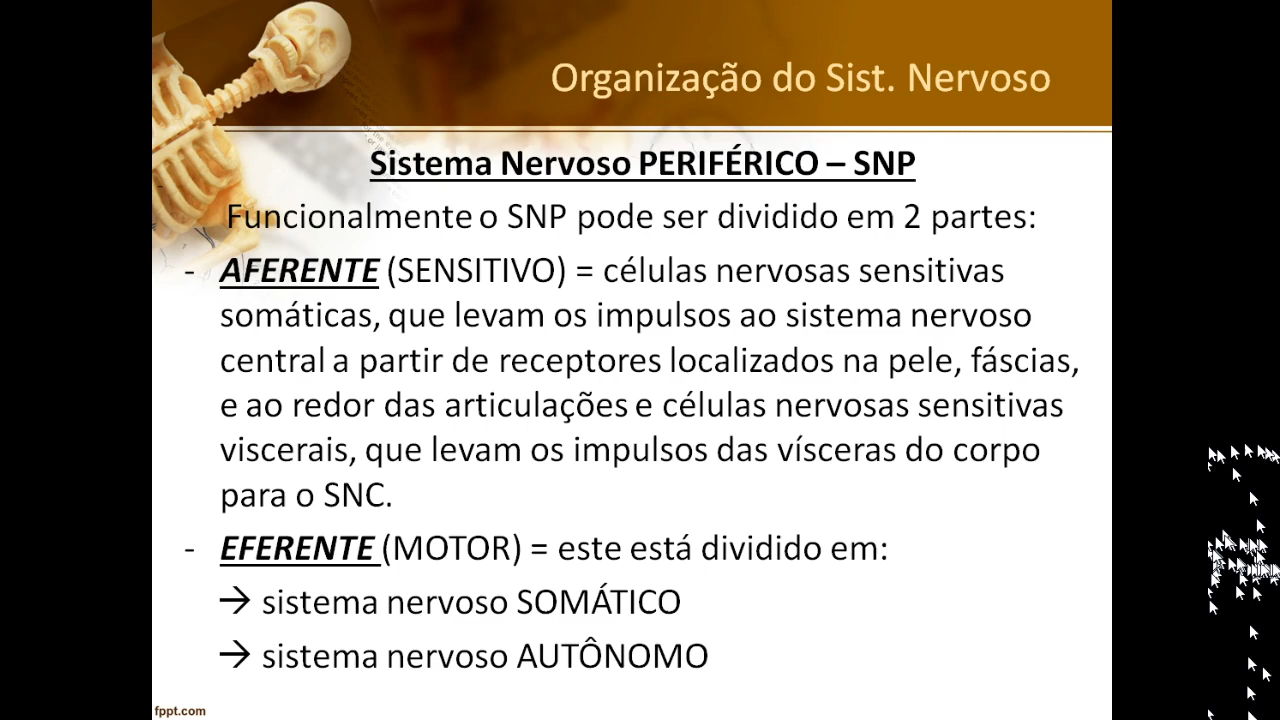 Organização do Sist. Nervoso
Sistema Nervoso PERIFÉRICO – SNP
Funcionalmente o SNP pode ser dividido em 2 partes:
- AFERENTE (SENSITIVO) = células nervosas sensitivas
somáticas, que levam os impulsos ao sistema nervoso
central a partir de receptores localizados na pele, fáscias,
e ao redor das articulações e células nervosas sensitivas
viscerais, que levam os impulsos das vísceras do corpo
para o SNC.
- EFERENTE (MOTOR) = este está dividido em:
→ sistema nervoso SOMÁTICO
→ sistema nervoso AUTÔNOMO
fppt.com